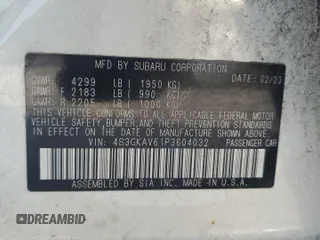 MFD BY SUBARU CORPORATION DATE: 02/23
GVWR: 4299 LB ( 1950 KG)
GAWR: F 2183 LB ( 990 KG)
GAWR: R 2205 LB ( 1000 KG)
THIS VEHICLE CONFORMS TO ALL APPLICABLE FEDERAL MOTOR
VEHICLE SAFETY, BUMPER, AND THEFT PREVENTION STANDARDS
IN EFFECT ON THE DATE OF MANUFACTURE SHOWN ABOVE.
VIN: 4S3GKAV61P3604032 PASSENGER CAR
ASSEMBLED BY SIA INC. MADE IN U.S.A.
DREAMBID